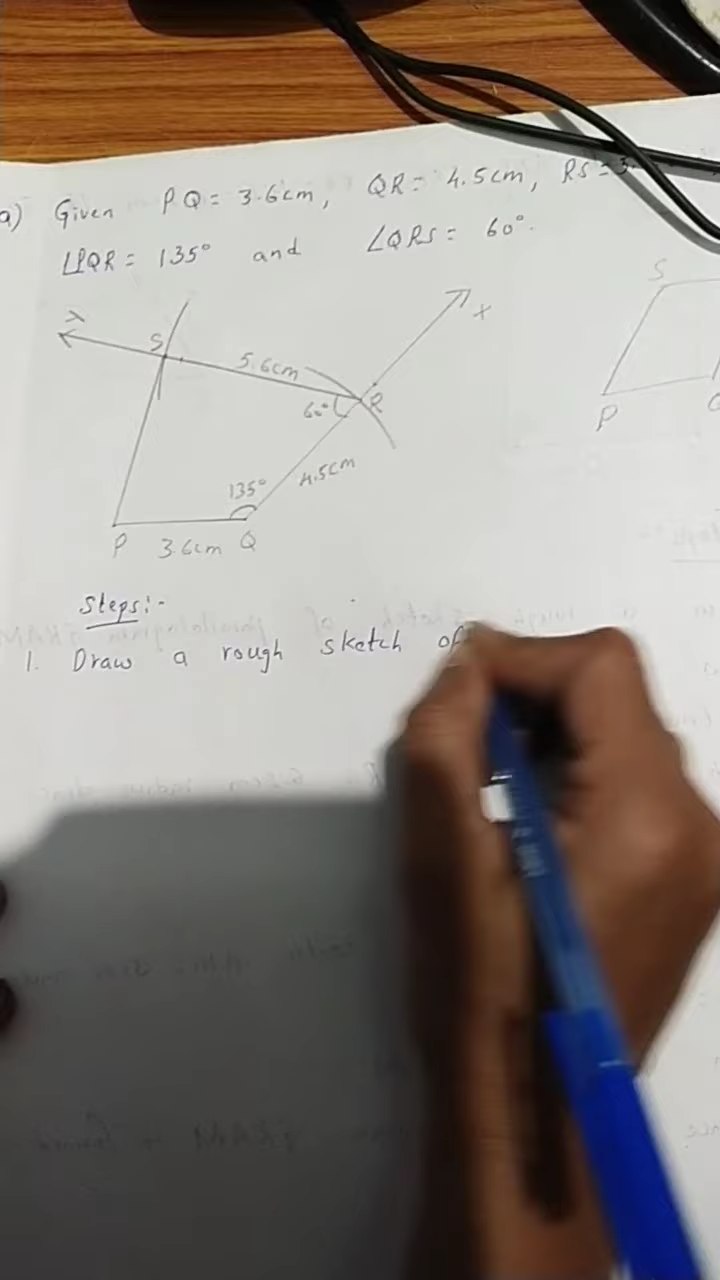 a) Given PQ = 3.6cm, QR = 4.5cm, RS = 3.
∠PQR = 135° and ∠QRS = 60°.
S
5.6cm
X
60°
R
135°
4.5cm
P 3.6cm Q
S
P
Steps:-
1. Draw a rough sketch of